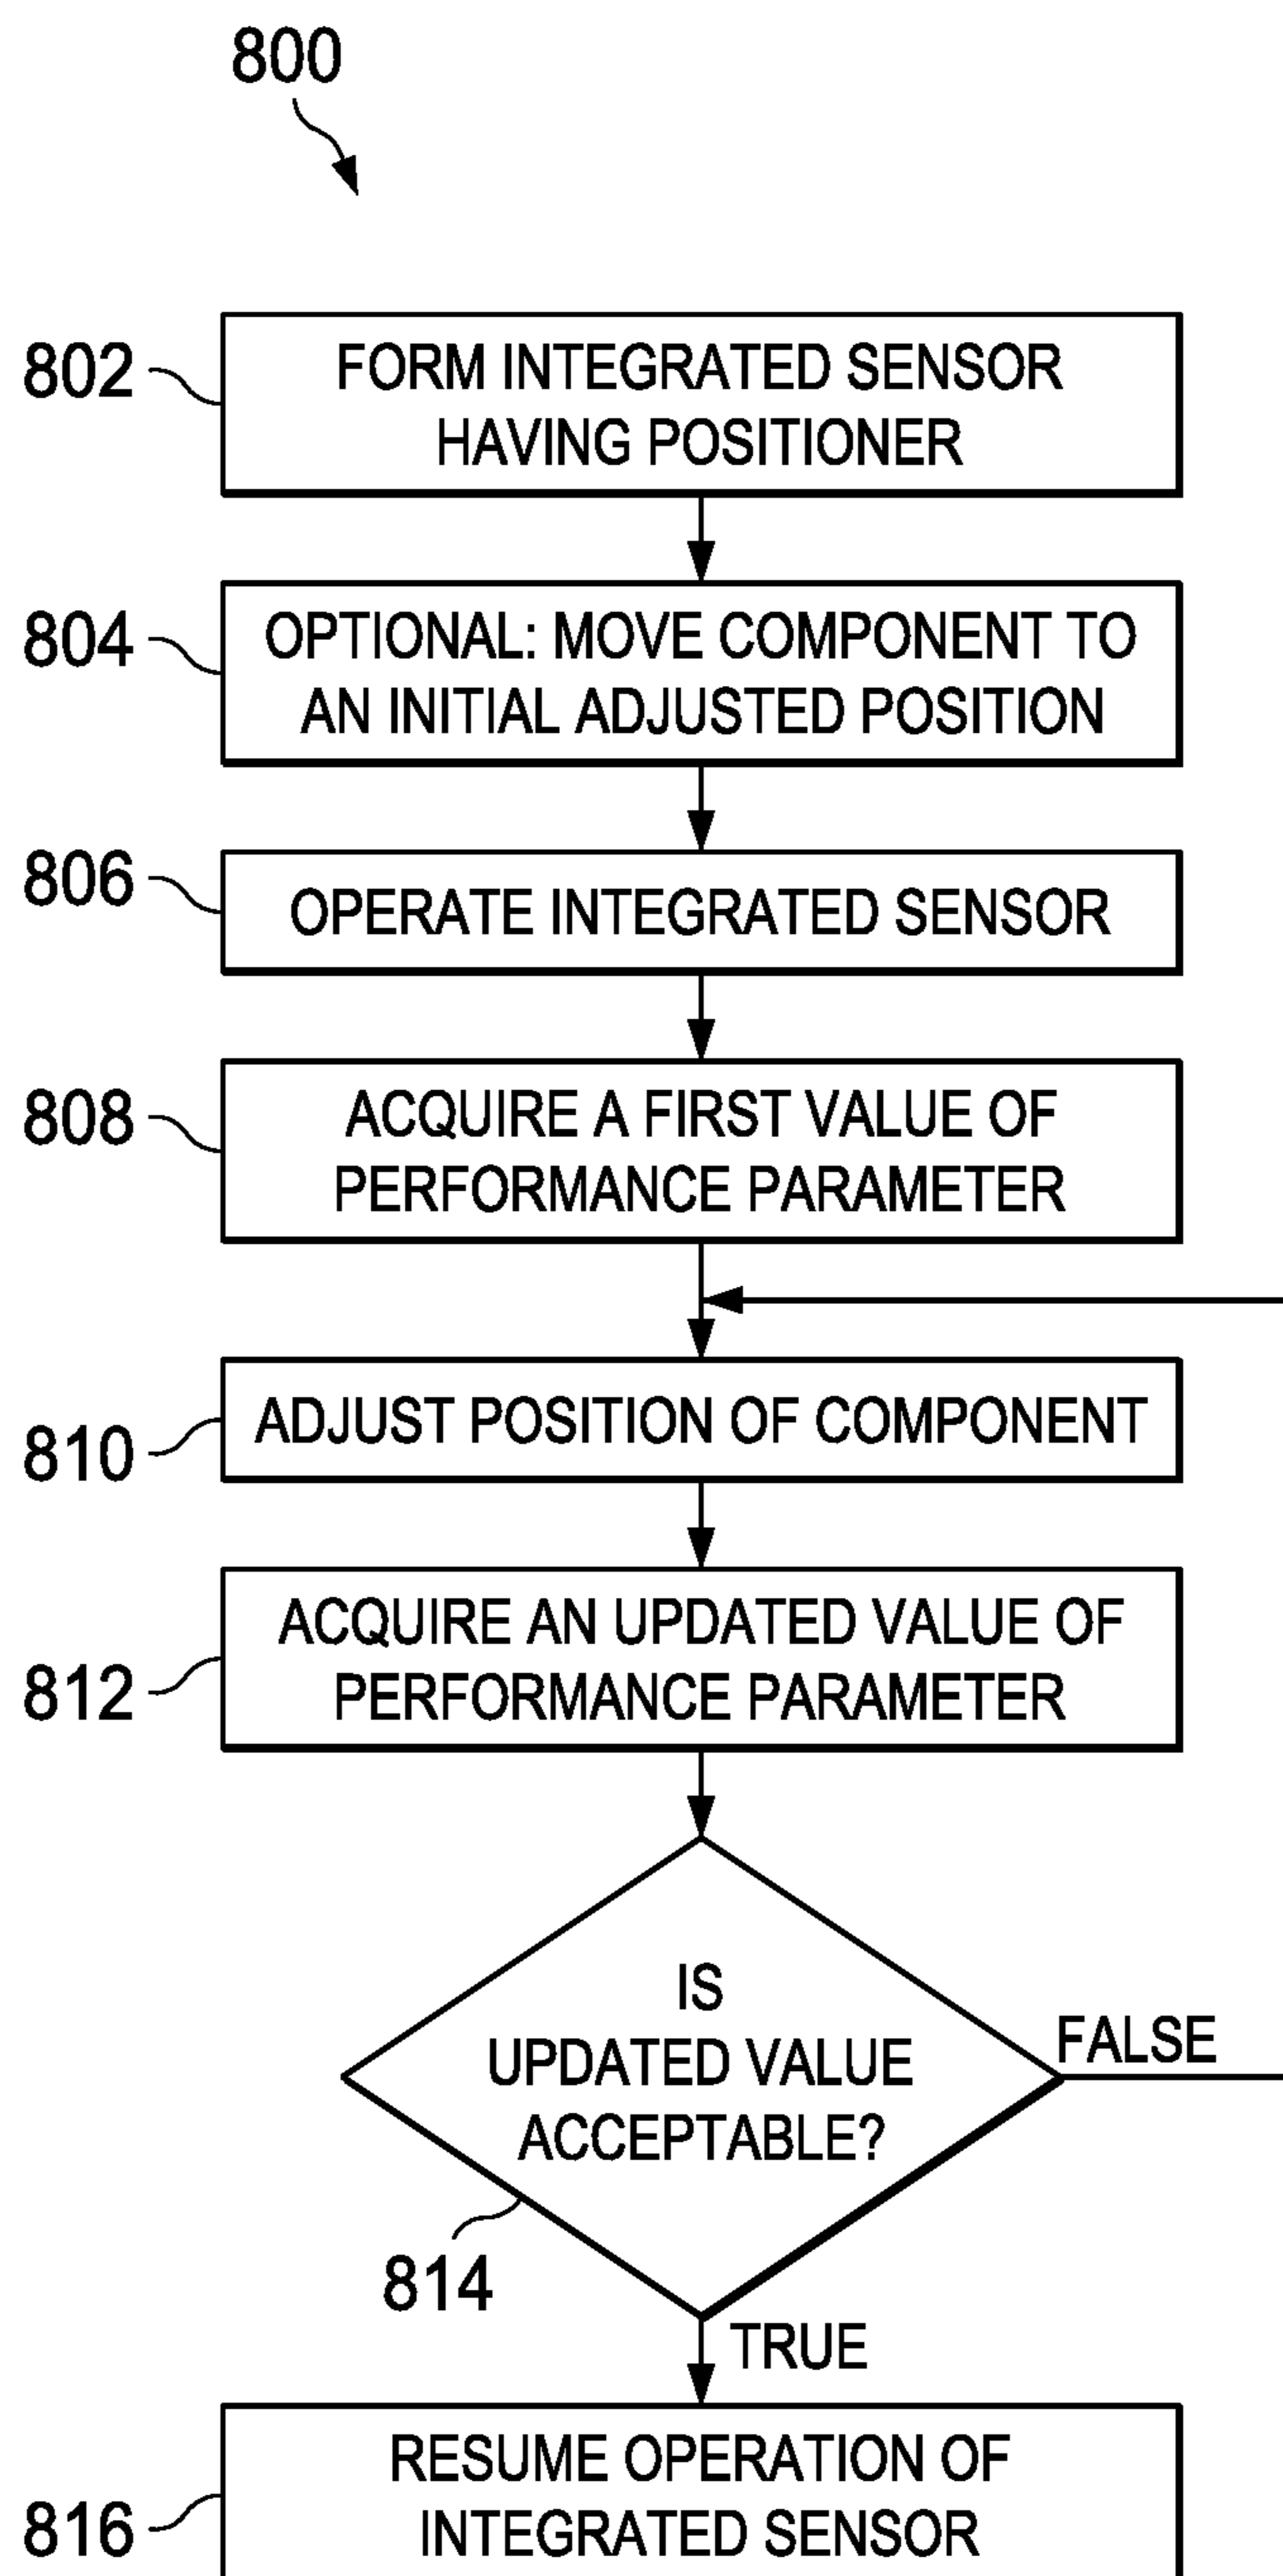 800
802
FORM INTEGRATED SENSOR
HAVING POSITIONER
804
OPTIONAL: MOVE COMPONENT TO
AN INITIAL ADJUSTED POSITION
806
OPERATE INTEGRATED SENSOR
808
ACQUIRE A FIRST VALUE OF
PERFORMANCE PARAMETER
810
ADJUST POSITION OF COMPONENT
812
ACQUIRE AN UPDATED VALUE OF
PERFORMANCE PARAMETER
IS
UPDATED VALUE
ACCEPTABLE?
FALSE
814
TRUE
816
RESUME OPERATION OF
INTEGRATED SENSOR